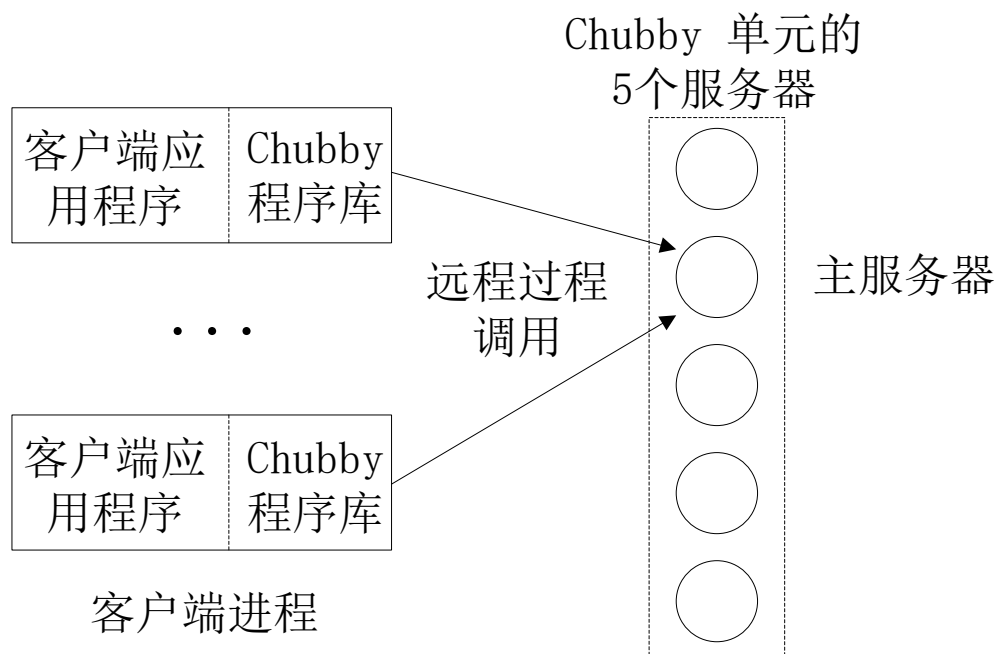 Chubby 单元的
5个服务器
客户端应
用程序
Chubby
程序库
远程过程
调用
主服务器
...
客户端应
用程序
Chubby
程序库
客户端进程